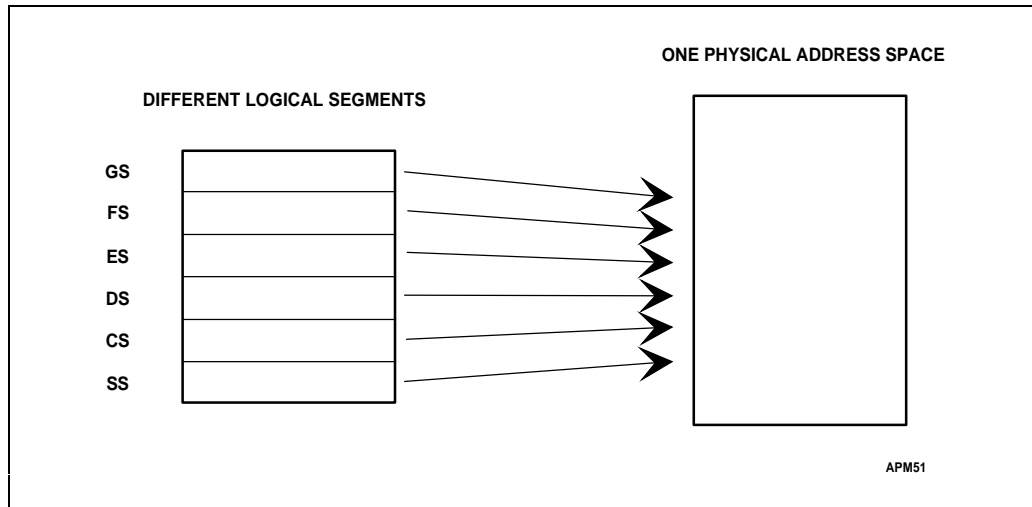 ONE PHYSICAL ADDRESS SPACE
DIFFERENT LOGICAL SEGMENTS
GS
FS
ES
DS
CS
SS
APM51